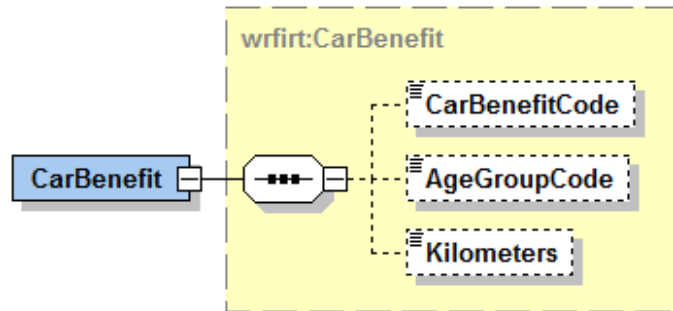 wrfirt:CarBenefit
CarBenefitCode
CarBenefit
AgeGroupCode
Kilometers